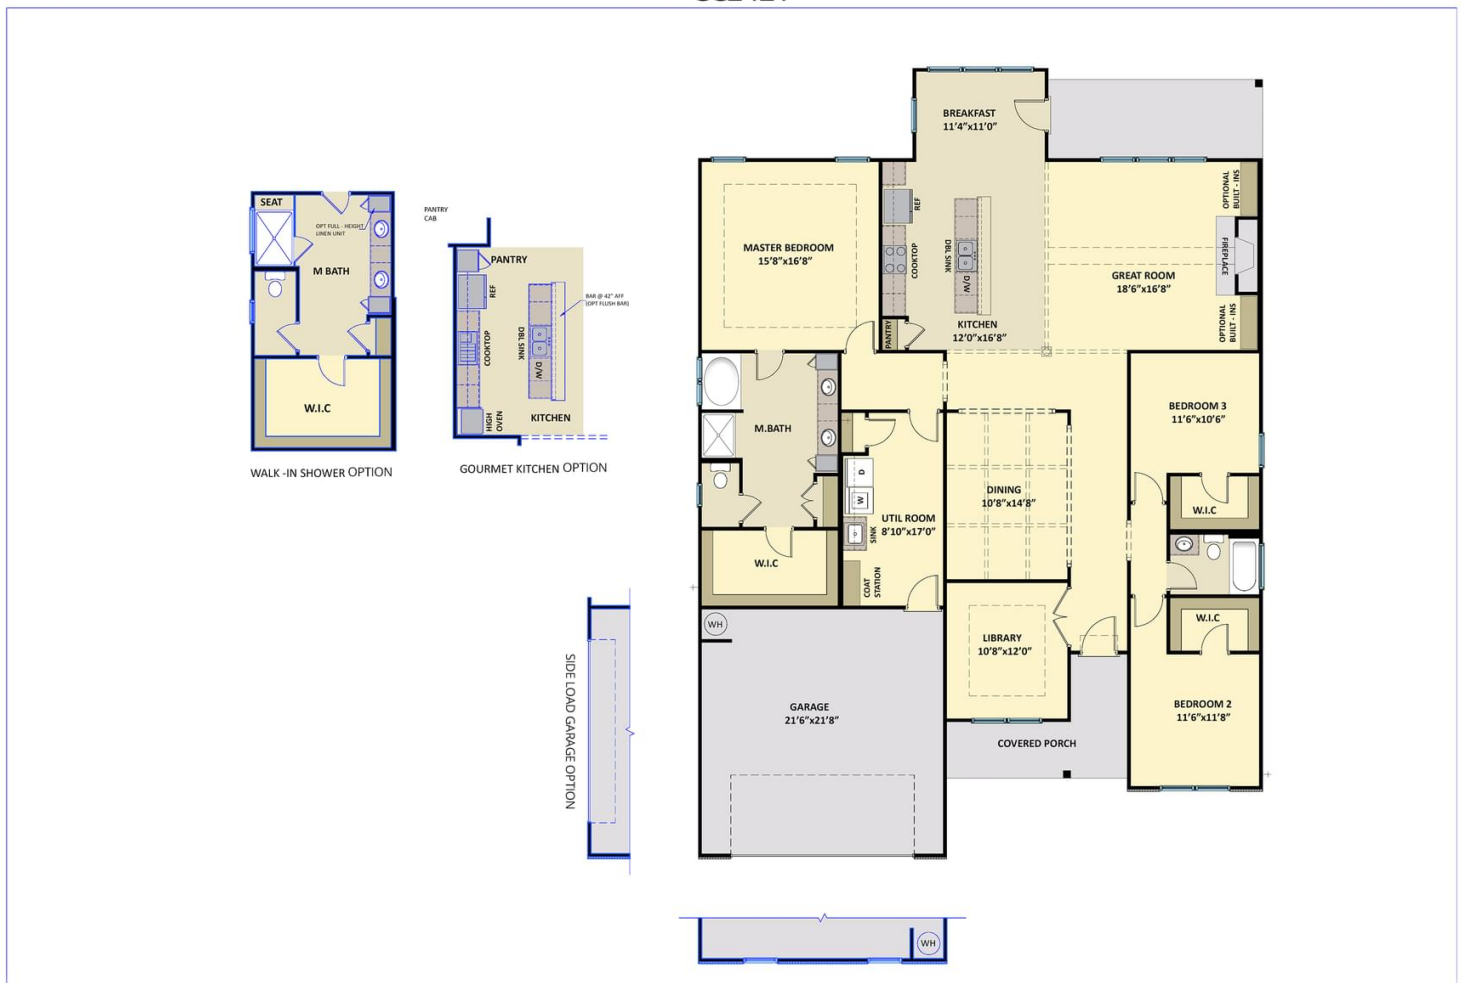 BREAKFAST
11'4"x11'0"
OPTIONAL
BUILT - INS
SEAT
OPT FULL - HEIGHT
LINEN UNIT
M BATH
W.I.C
WALK -IN SHOWER OPTION
PANTRY
CAB
PANTRY
REF
BAR @ 42" AFF
(OPT FLUSH BAR)
COOKTOP
DBL SINK
D/W
HIGH
OVEN
KITCHEN
GOURMET KITCHEN OPTION
MASTER BEDROOM
15'8"x16'8"
REF
COOKTOP
DBL SINK
D/W
PANTRY
KITCHEN
12'0"x16'8"
FIREPLACE
GREAT ROOM
18'6"x16'8"
OPTIONAL
BUILT - INS
M.BATH
D
W
SINK
UTIL ROOM
8'10"x17'0"
COAT
STATION
W.I.C
DINING
10'8"x14'8"
BEDROOM 3
11'6"x10'6"
W.I.C
W.I.C
WH
LIBRARY
10'8"x12'0"
SIDE LOAD GARAGE OPTION
GARAGE
21'6"x21'8"
COVERED PORCH
BEDROOM 2
11'6"x11'8"
WH